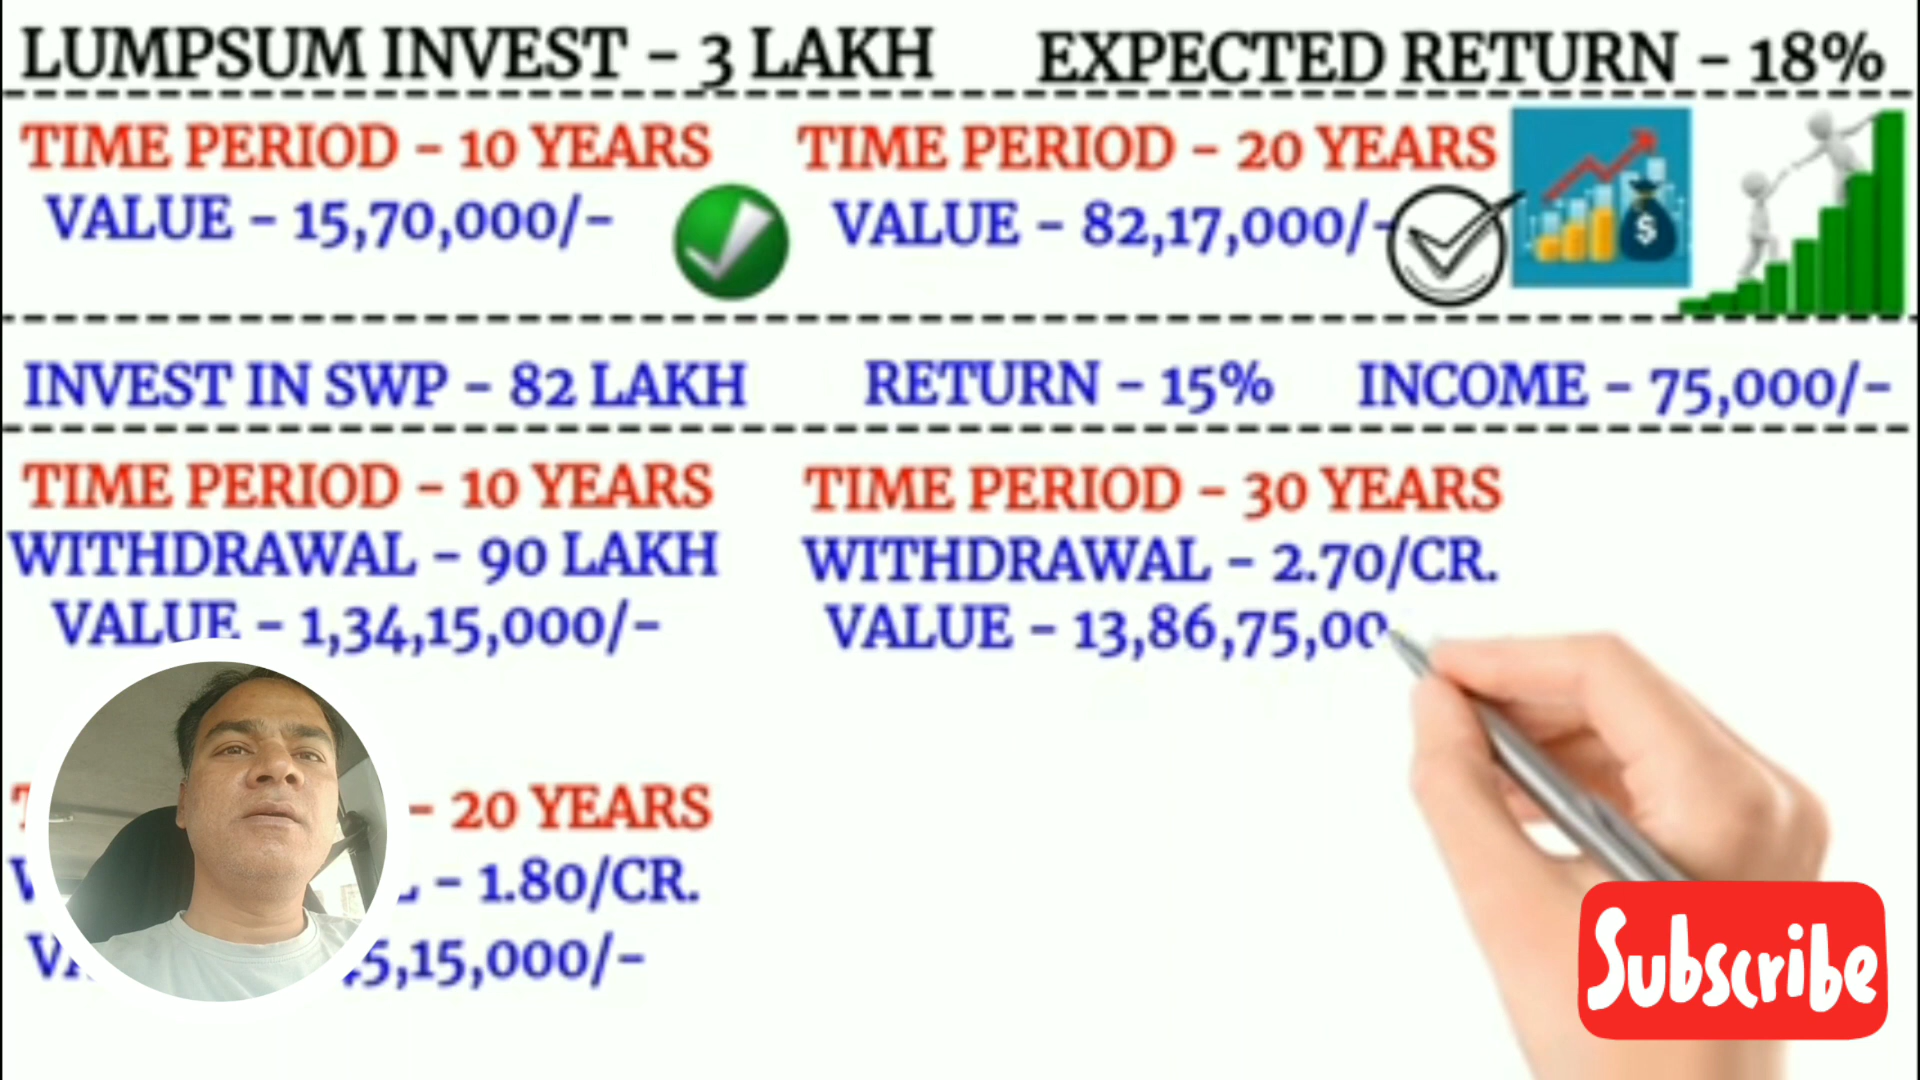 LUMPSUM INVEST - 3 LAKH EXPECTED RETURN - 18%
TIME PERIOD - 10 YEARS TIME PERIOD - 20 YEARS
VALUE - 15,70,000/- VALUE - 82,17,000/-
$
INVEST IN SWP - 82 LAKH RETURN - 15% INCOME - 75,000/-
TIME PERIOD - 10 YEARS
WITHDRAWAL - 90 LAKH
VALUE - 1,34,15,000/-
TIME PERIOD - 30 YEARS
WITHDRAWAL - 2.70/CR.
VALUE - 13,86,75,00
- 20 YEARS
- 1.80/CR.
5,15,000/-
Subscribe